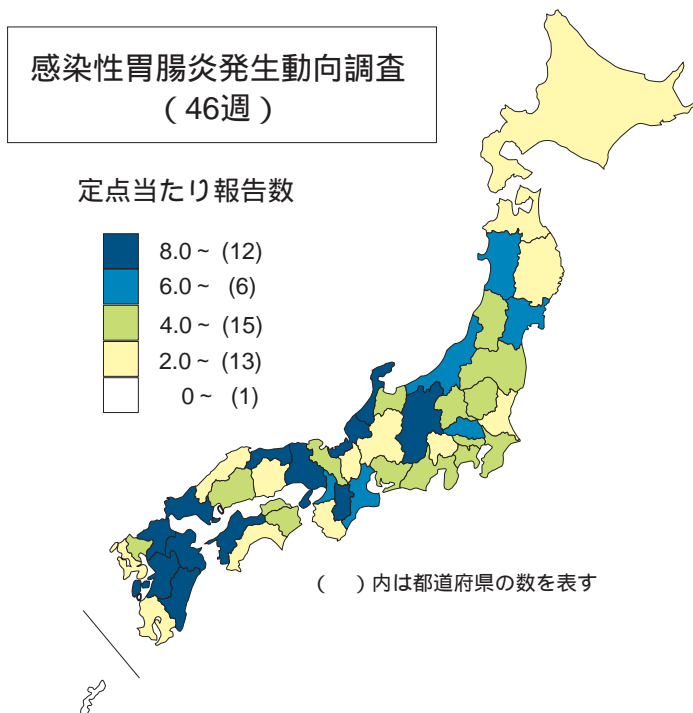 感染性胃腸炎発生動向調査
（46週）
定点当たり報告数
8.0～ (12)
6.0～ (6)
4.0～ (15)
2.0～ (13)
0～ (1)
（　）内は都道府県の数を表す